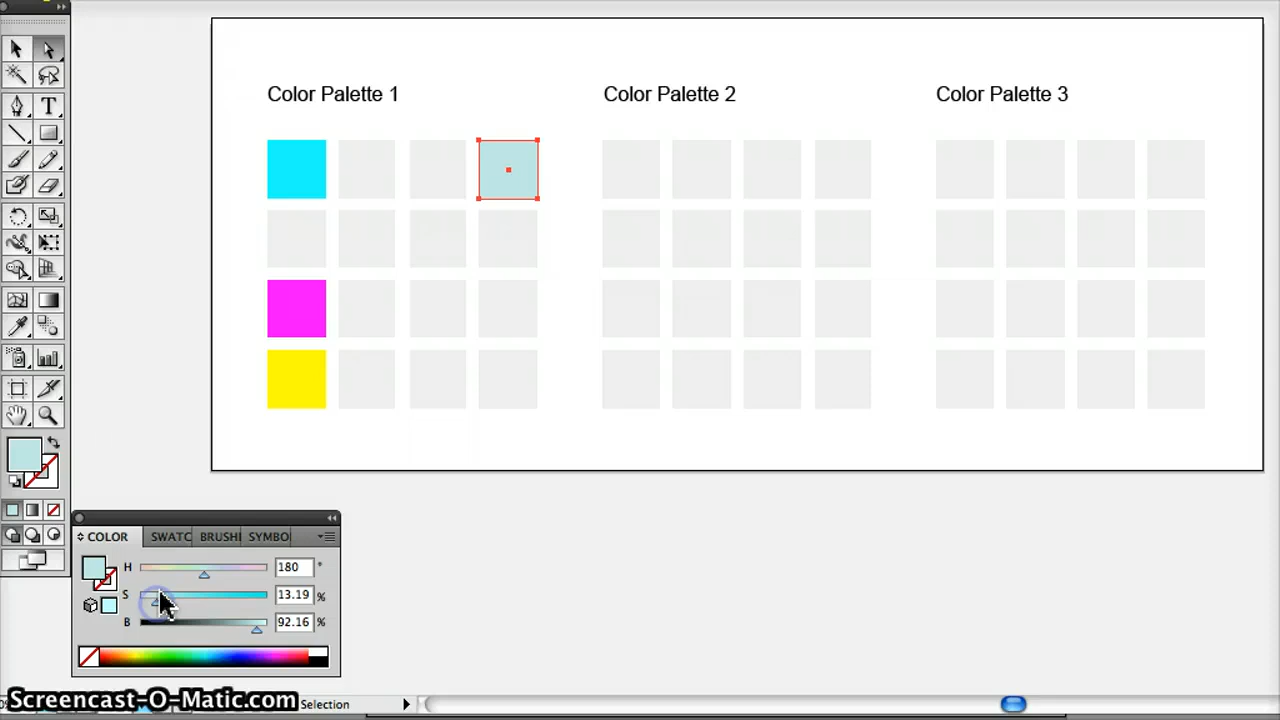 Color Palette 1
Color Palette 2
Color Palette 3
T
COLOR
SWATC
BRUSHI
SYMBO
H
180
°
S
13.19
%
B
92.16
%
Screencast-O-Matic.com
Selection